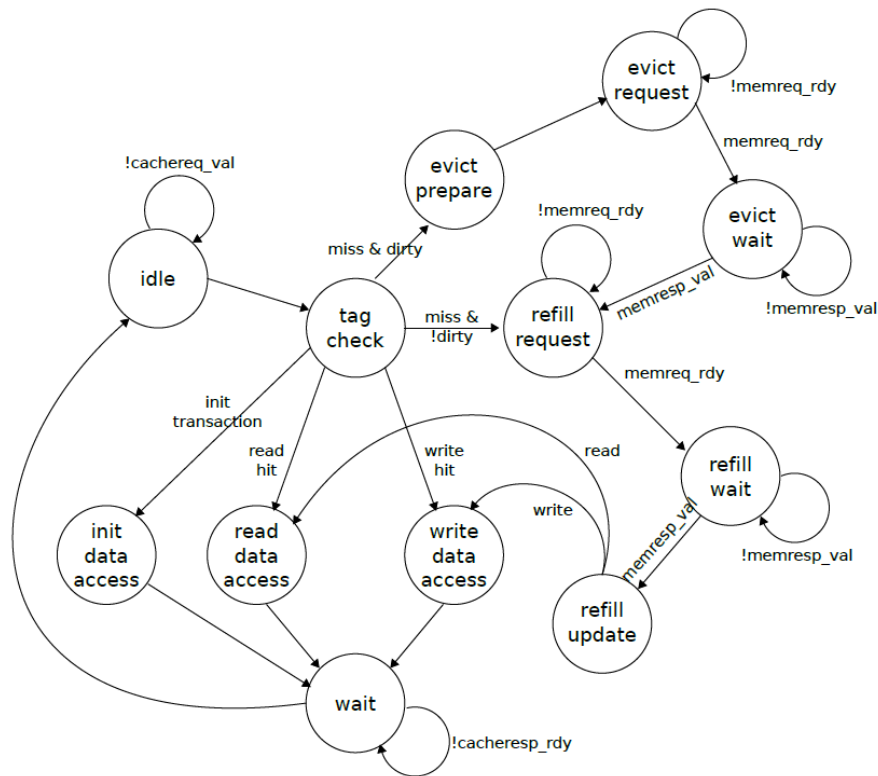 evict
request
!memreq_rdy
memreq_rdy
!cachereq_val
evict
prepare
!memreq_rdy
evict
wait
miss & dirty
idle
memresp_val
!memresp_val
tag
check
miss &
!dirty
refill
request
memreq_rdy
init
transaction
read
hit
write
hit
read
refill
wait
write
memresp_val
!memresp_val
init
data
access
read
data
access
write
data
access
refill
update
wait
!cacheresp_rdy